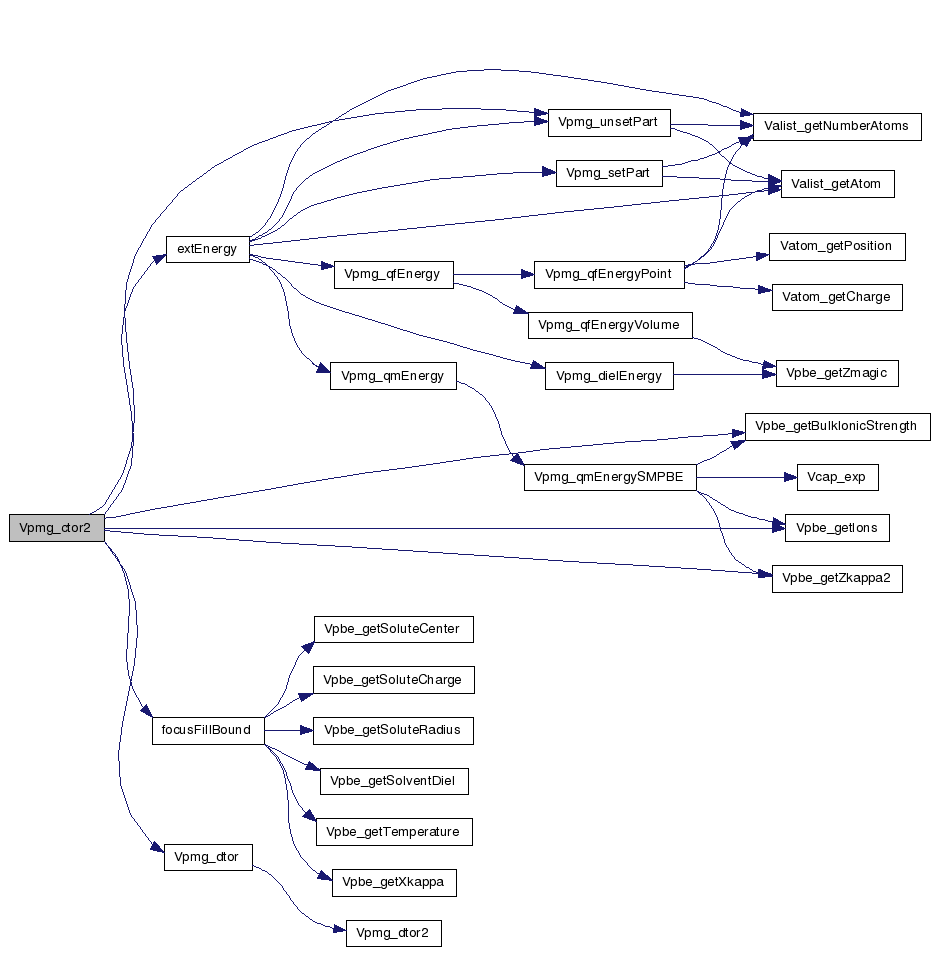 Vpmg_unsetPart
Valist_getNumberAtoms
Vpmg_setPart
Valist_getAtom
extEnergy
Vatom_getPosition
Vpmg_qfEnergy
Vpmg_qfEnergyPoint
Vatom_getCharge
Vpmg_qfEnergyVolume
Vpmg_qmEnergy
Vpmg_dielEnergy
Vpbe_getZmagic
Vpbe_getBulkIonicStrength
Vpmg_qmEnergySMPBE
Vcap_exp
Vpmg_ctor2
Vpbe_getIons
Vpbe_getZkappa2
Vpbe_getSoluteCenter
Vpbe_getSoluteCharge
focusFillBound
Vpbe_getSoluteRadius
Vpbe_getSolventDiel
Vpbe_getTemperature
Vpmg_dtor
Vpbe_getXkappa
Vpmg_dtor2